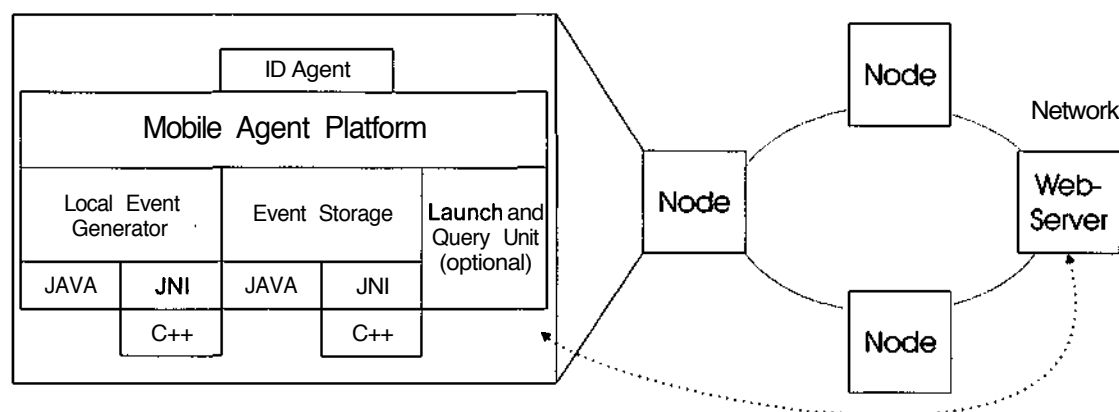 ID Agent
Mobile Agent Platform
Local Event
Generator
Event Storage
Launch and
Query Unit
(optional)
JAVA
JNI
JAVA
JNI
C++
C++
Node
Node
Network
Web-
Server
Node